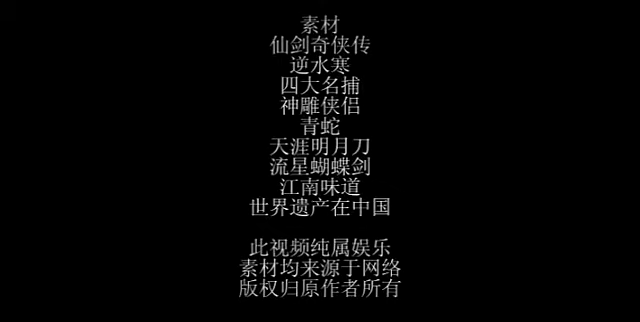 素材
仙剑奇侠传
逆水寒
四大名捕
神雕侠侣
青蛇
天涯明月刀
流星蝴蝶剑
江南味道
世界遗产在中国
此视频纯属娱乐
素材均来源于网络
版权归原作者所有